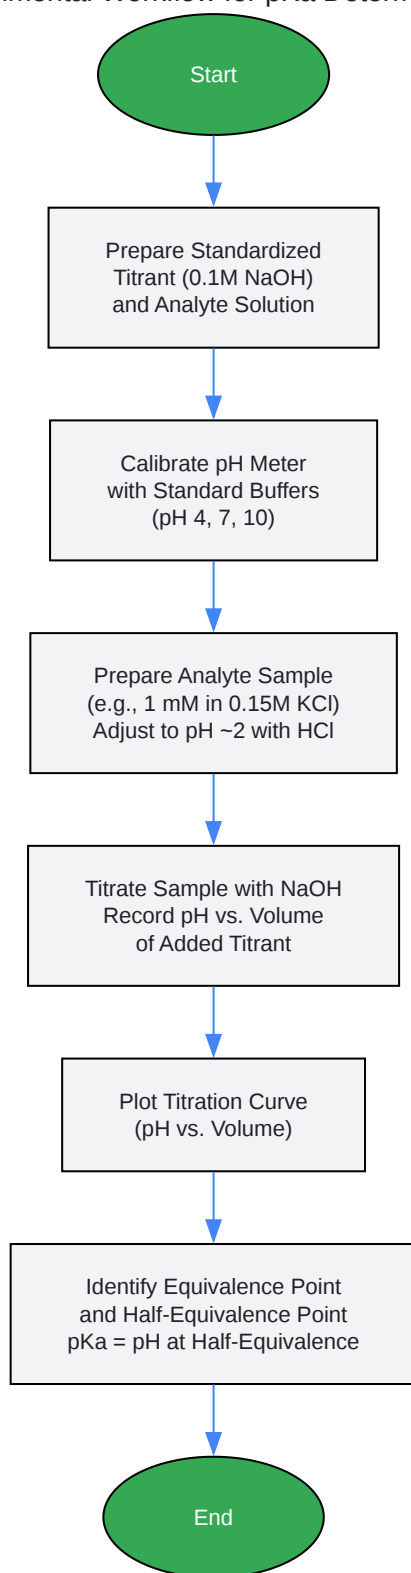 Workflow for pKa
Start
Prepare Standardized
Titrant (0.1M NaOH)
and Analyte Solution
Calibrate pH Meter
with Standard Buffers
(pH 4, 7, 10)
Prepare Analyte Sample
(e.g., 1 mM in 0.15M KCl)
Adjust to pH ~2 with HCl
Titrate Sample with NaOH
Record pH vs. Volume
of Added Titrant
Plot Titration Curve
(pH vs. Volume)
Identify Equivalence Point
and Half-Equivalence Point
pKa = pH at Half-Equivalence
End